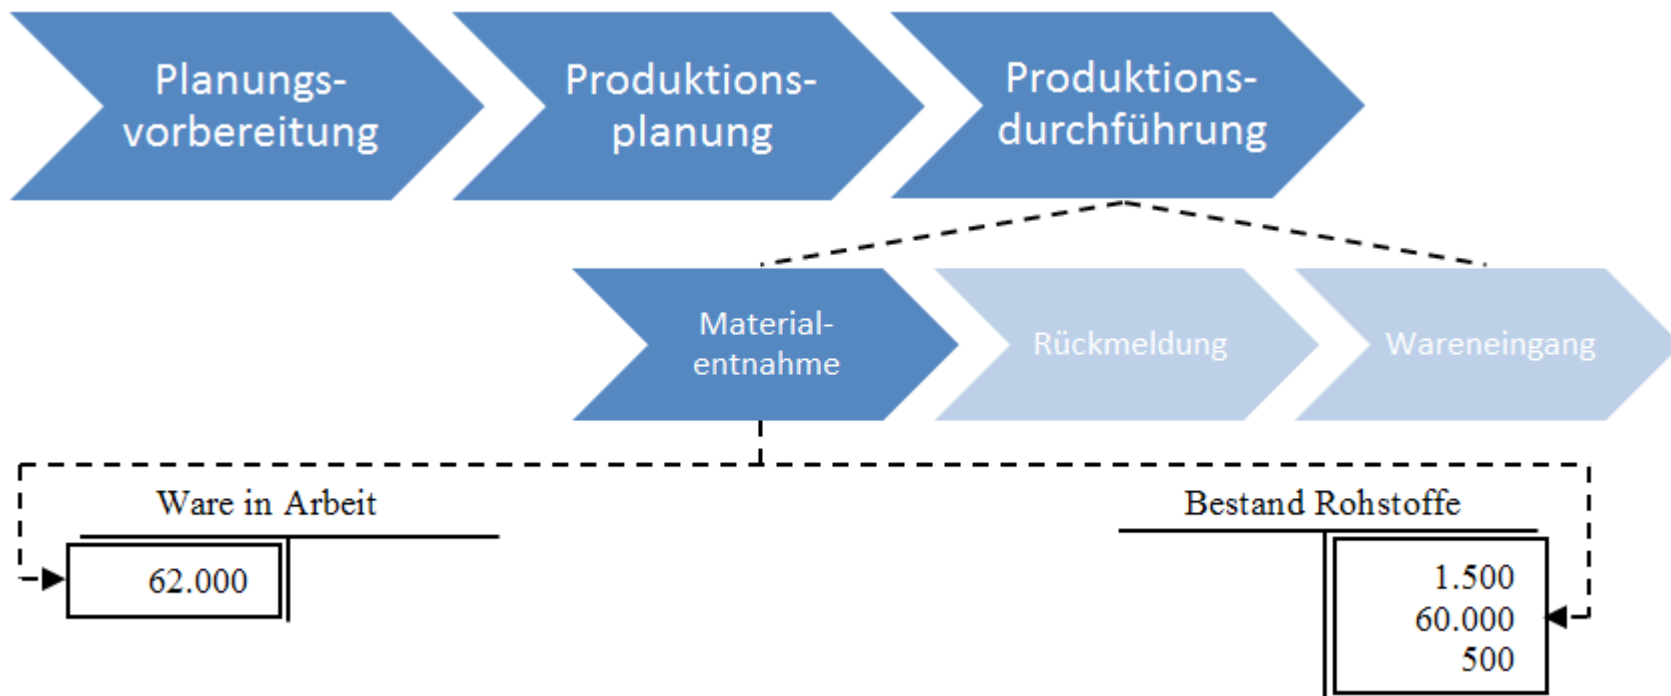 Planungs-
vorbereitung
Produktions-
planung
Produktions-
durchführung
Material-
entnahme
Rückmeldung
Wareneingang
Ware in Arbeit
62.000
Bestand Rohstoffe
1.500
60.000
500